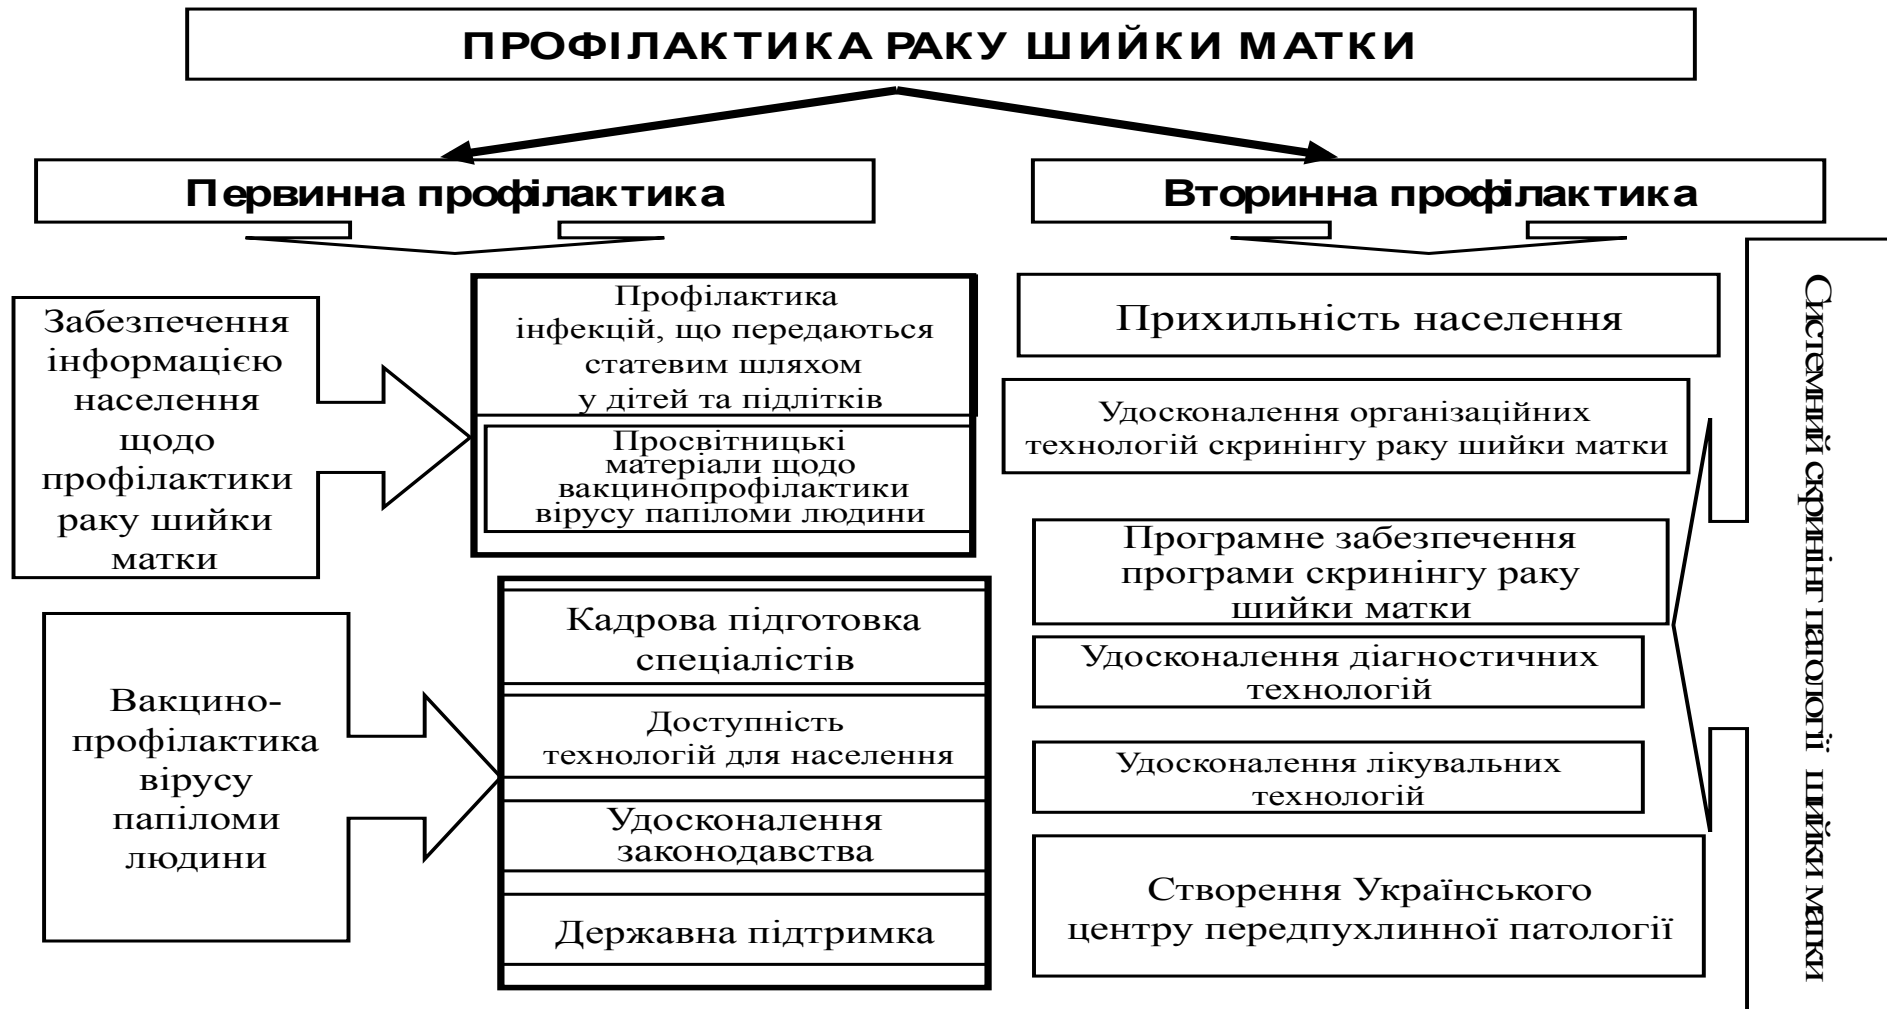 ПРОФІЛАКТИКА РАКУ ШИЙКИ МАТКИ
Первинна профілактика
Забезпечення
інформацією
населення
щодо
профілактики
раку шийки
матки
Профілактика
інфекцій, що передаються
статевим шляхом
у дітей та підлітків
Просвітницькі
матеріали щодо
вакцинопрофілактики
вірусу папіломи людини
Вакцино-
профілактика
вірусу
папіломи
людини
Кадрова підготовка
спеціалістів
Доступність
технологій для населення
Удосконалення
законодавства
Державна підтримка
Вторинна профілактика
Прихильність населення
Удосконалення організаційних
технологій скринінгу раку шийки матки
Програмне забезпечення
програми скринінгу раку
шийки матки
Удосконалення діагностичних
технологій
Удосконалення лікувальних
технологій
Створення Українського
центру передпухлинної патології
Системний скринінг патології шийки матки